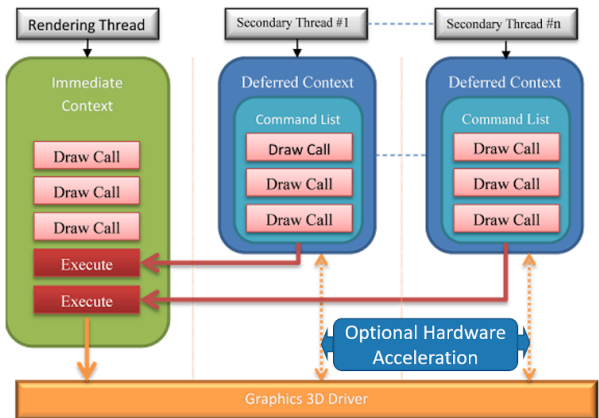 Rendering Thread
Secondary Thread #1
Secondary Thread #n
Immediate
Context
Draw Call
Draw Call
Draw Call
Execute
Execute
Deferred Context
Command List
Draw Call
Draw Call
Draw Call
Deferred Context
Command List
Draw Call
Draw Call
Draw Call
Optional Hardware
Acceleration
Graphics 3D Driver